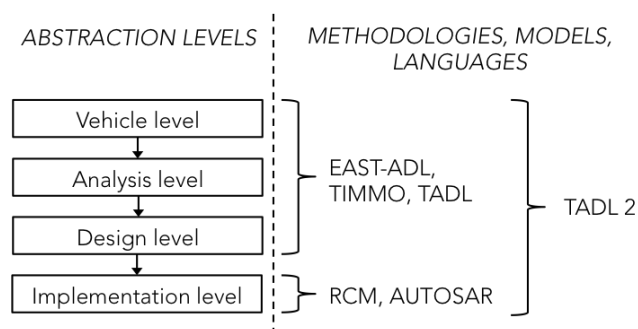 ABSTRACTION LEVELS
METHODOLOGIES, MODELS,
LANGUAGES
Vehicle level
Analysis level
Design level
Implementation level
EAST-ADL,
TIMMO, TADL
RCM, AUTOSAR
TADL 2